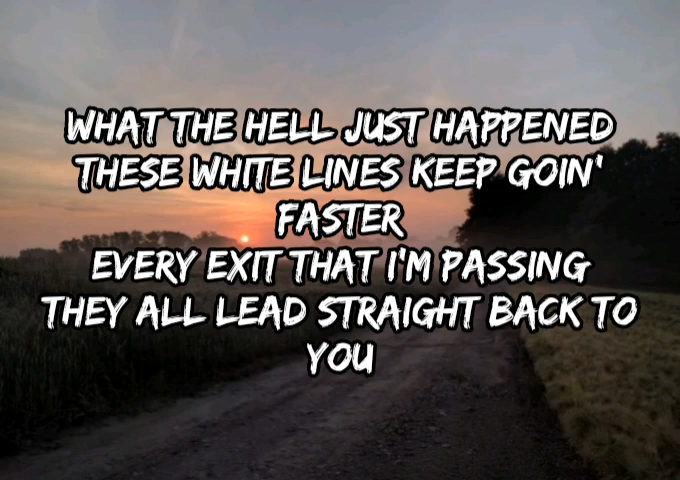 WHAT THE HELL JUST HAPPENED
THESE WHITE LINES KEEP GOIN'
FASTER
EVERY EXIT THAT I'M PASSING
THEY ALL LEAD STRAIGHT BACK TO
YOU